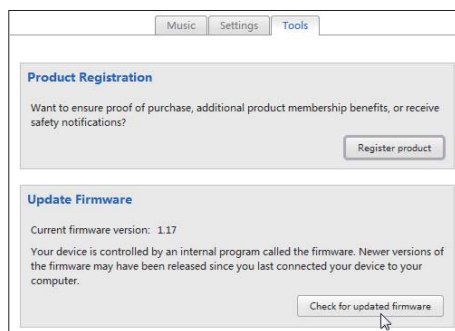 Music Settings Tools
Product Registration
Want to ensure proof of purchase, additional product membership benefits, or receive
safety notifications?
Register product
Update Firmware
Current firmware version: 1.17
Your device is controlled by an internal program called the firmware. Newer versions of
the firmware may have been released since you last connected your device to your
computer.
Check for updated firmware